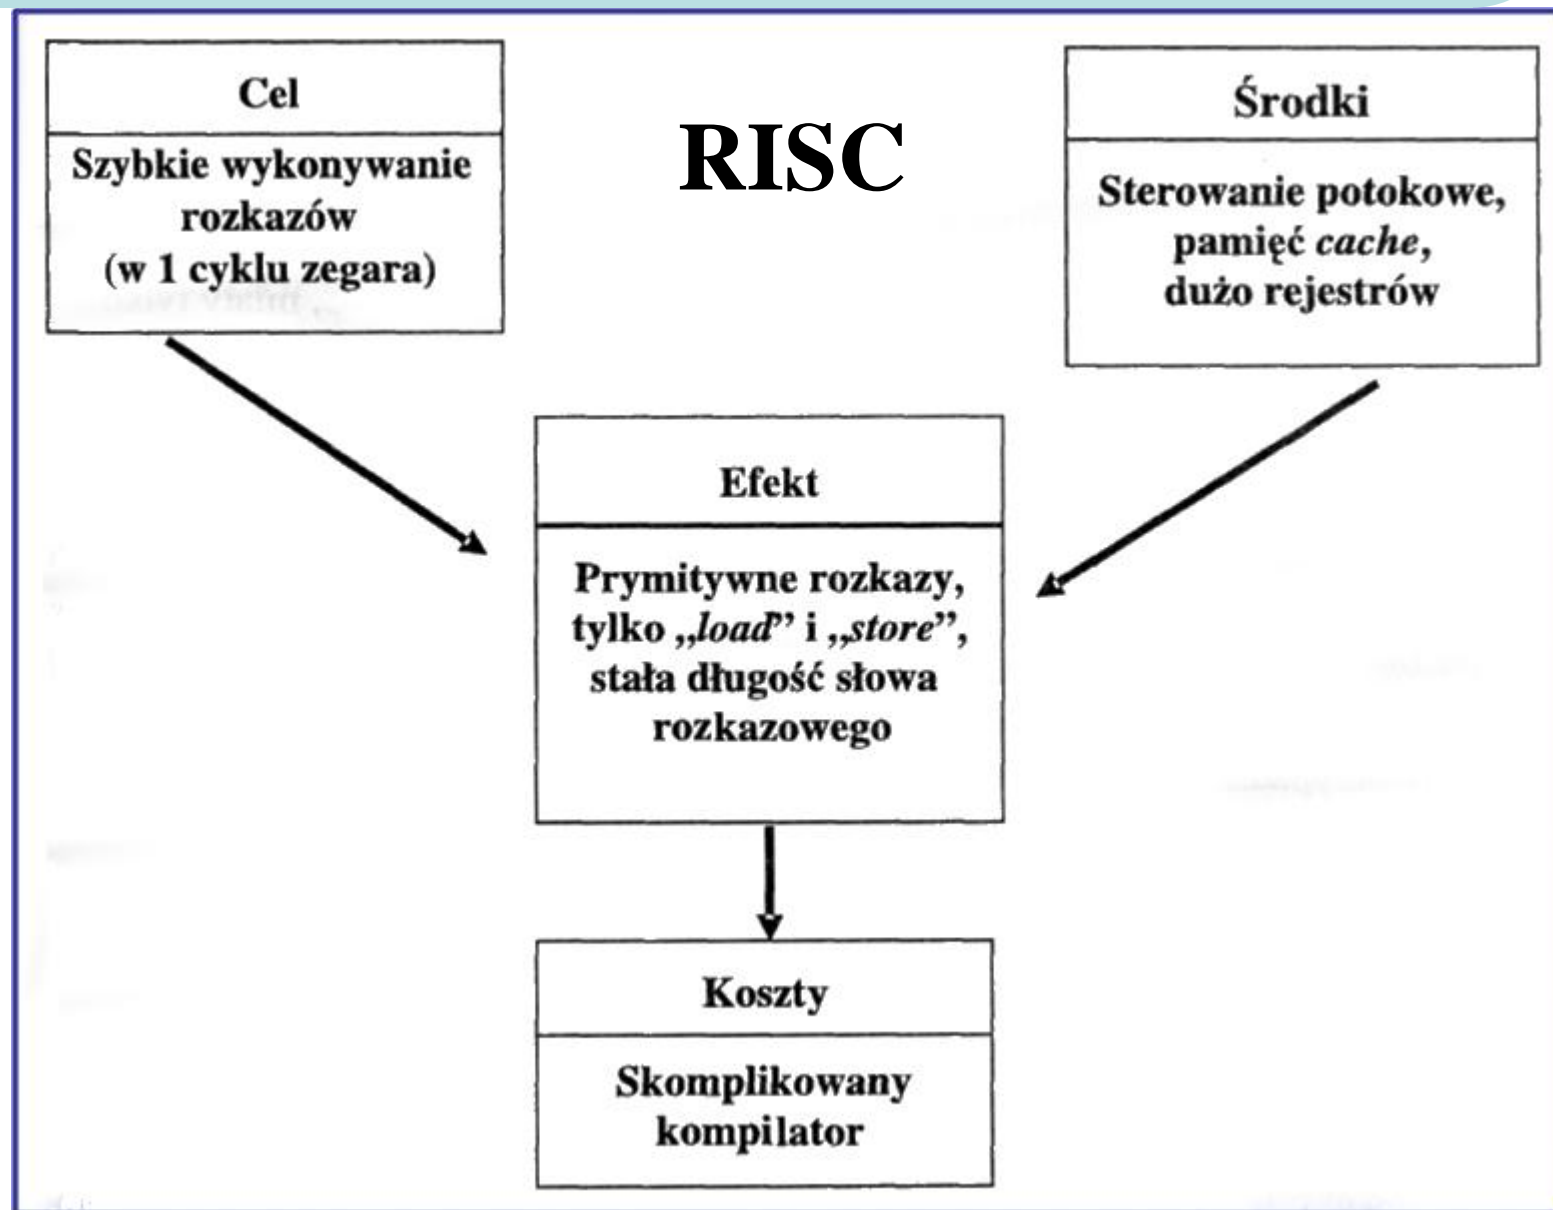 Cel
Szybkie wykonywanie
rozkazów
(w 1 cyklu zegara)
RISC
Środki
Sterowanie potokowe,
pamięć cache,
dużo rejestrów
Efekt
Prymitywne rozkazy,
tylko „load” i „store”,
stała długość słowa
rozkazowego
Koszty
Skomplikowany
kompilator